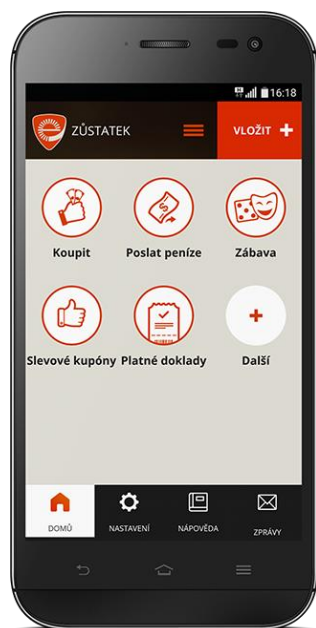 16:18
ZŮSTATEK
VLOŽIT
Koupit
Poslat peníze
Zábava
Slevové kupóny
Platné doklady
Další
DOMŮ
NASTAVENÍ
NÁPOVĚDA
ZPRÁVY